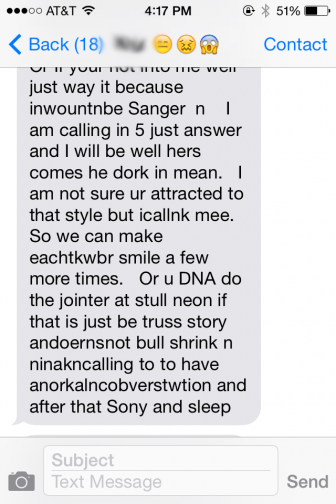 AT&T 4:17 PM 51%
Back (18) Contact
Or if your not into me well
just way it because
inwountnbe Sanger n I
am calling in 5 just answer
and I will be well hers
comes he dork in mean. I
am not sure ur attracted to
that style but icallnk mee.
So we can make
eachtkwbr smile a few
more times. Or u DNA do
the jointer at stull neon if
that is just be truss story
andoernsnot bull shrink n
ninakncalling to to have
anorkalncobverstwtion and
after that Sony and sleep
Subject
Text Message Send